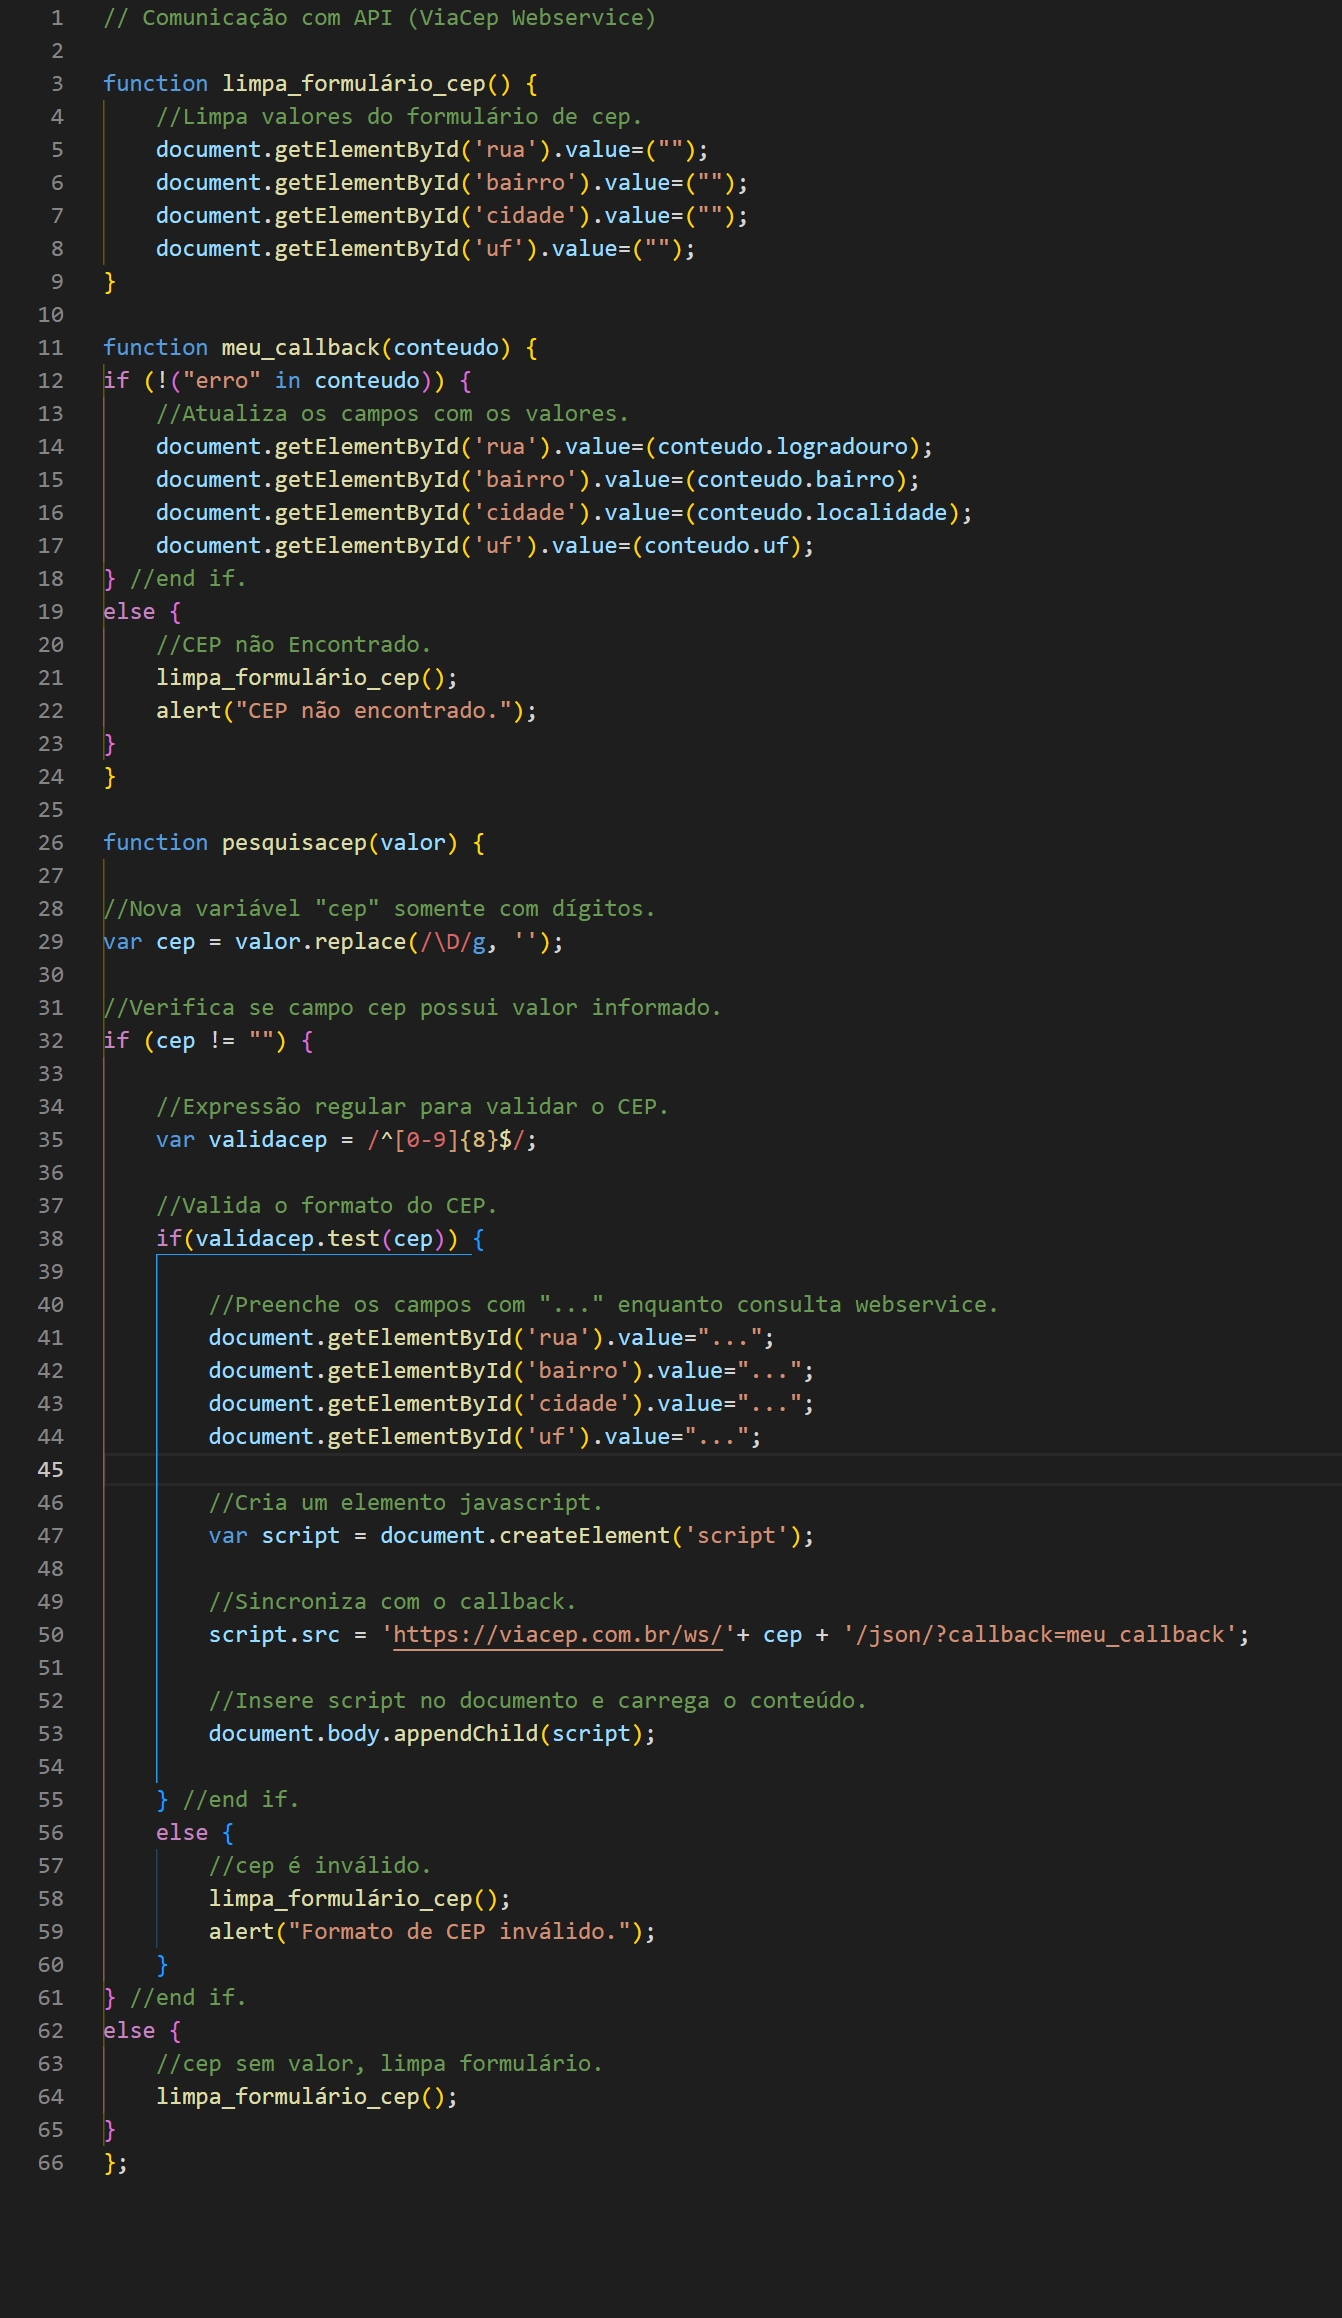 1 // Comunicação com API (ViaCep Webservice)
2
3 function limpa_formulário_cep() {
4     //Limpa valores do formulário de cep.
5     document.getElementById('rua').value=("");
6     document.getElementById('bairro').value=("");
7     document.getElementById('cidade').value=("");
8     document.getElementById('uf').value=("");
9 }
10
11 function meu_callback(conteudo) {
12 if (!("erro" in conteudo)) {
13     //Atualiza os campos com os valores.
14     document.getElementById('rua').value=(conteudo.logradouro);
15     document.getElementById('bairro').value=(conteudo.bairro);
16     document.getElementById('cidade').value=(conteudo.localidade);
17     document.getElementById('uf').value=(conteudo.uf);
18 } //end if.
19 else {
20     //CEP não Encontrado.
21     limpa_formulário_cep();
22     alert("CEP não encontrado.");
23 }
24 }
25
26 function pesquisacep(valor) {
27
28 //Nova variável "cep" somente com dígitos.
29 var cep = valor.replace(/\D/g, '');
30
31 //Verifica se campo cep possui valor informado.
32 if (cep != "") {
33
34     //Expressão regular para validar o CEP.
35     var validacep = /^[0-9]{8}$/;
36
37     //Valida o formato do CEP.
38     if(validacep.test(cep)) {
39
40         //Preenche os campos com "..." enquanto consulta webservice.
41         document.getElementById('rua').value="...";
42         document.getElementById('bairro').value="...";
43         document.getElementById('cidade').value="...";
44         document.getElementById('uf').value="...";
45
46         //Cria um elemento javascript.
47         var script = document.createElement('script');
48
49         //Sincroniza com o callback.
50         script.src = 'https://viacep.com.br/ws/'+ cep + '/json/?callback=meu_callback';
51
52         //Insere script no documento e carrega o conteúdo.
53         document.body.appendChild(script);
54
55     } //end if.
56     else {
57         //cep é inválido.
58         limpa_formulário_cep();
59         alert("Formato de CEP inválido.");
60     }
61 } //end if.
62 else {
63     //cep sem valor, limpa formulário.
64     limpa_formulário_cep();
65 }
66 };